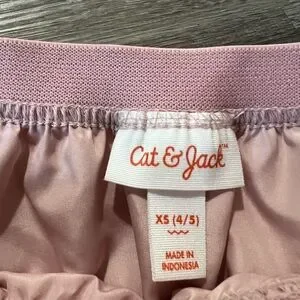 Cat & Jack™
XS (4/5)
MADE IN
INDONESIA